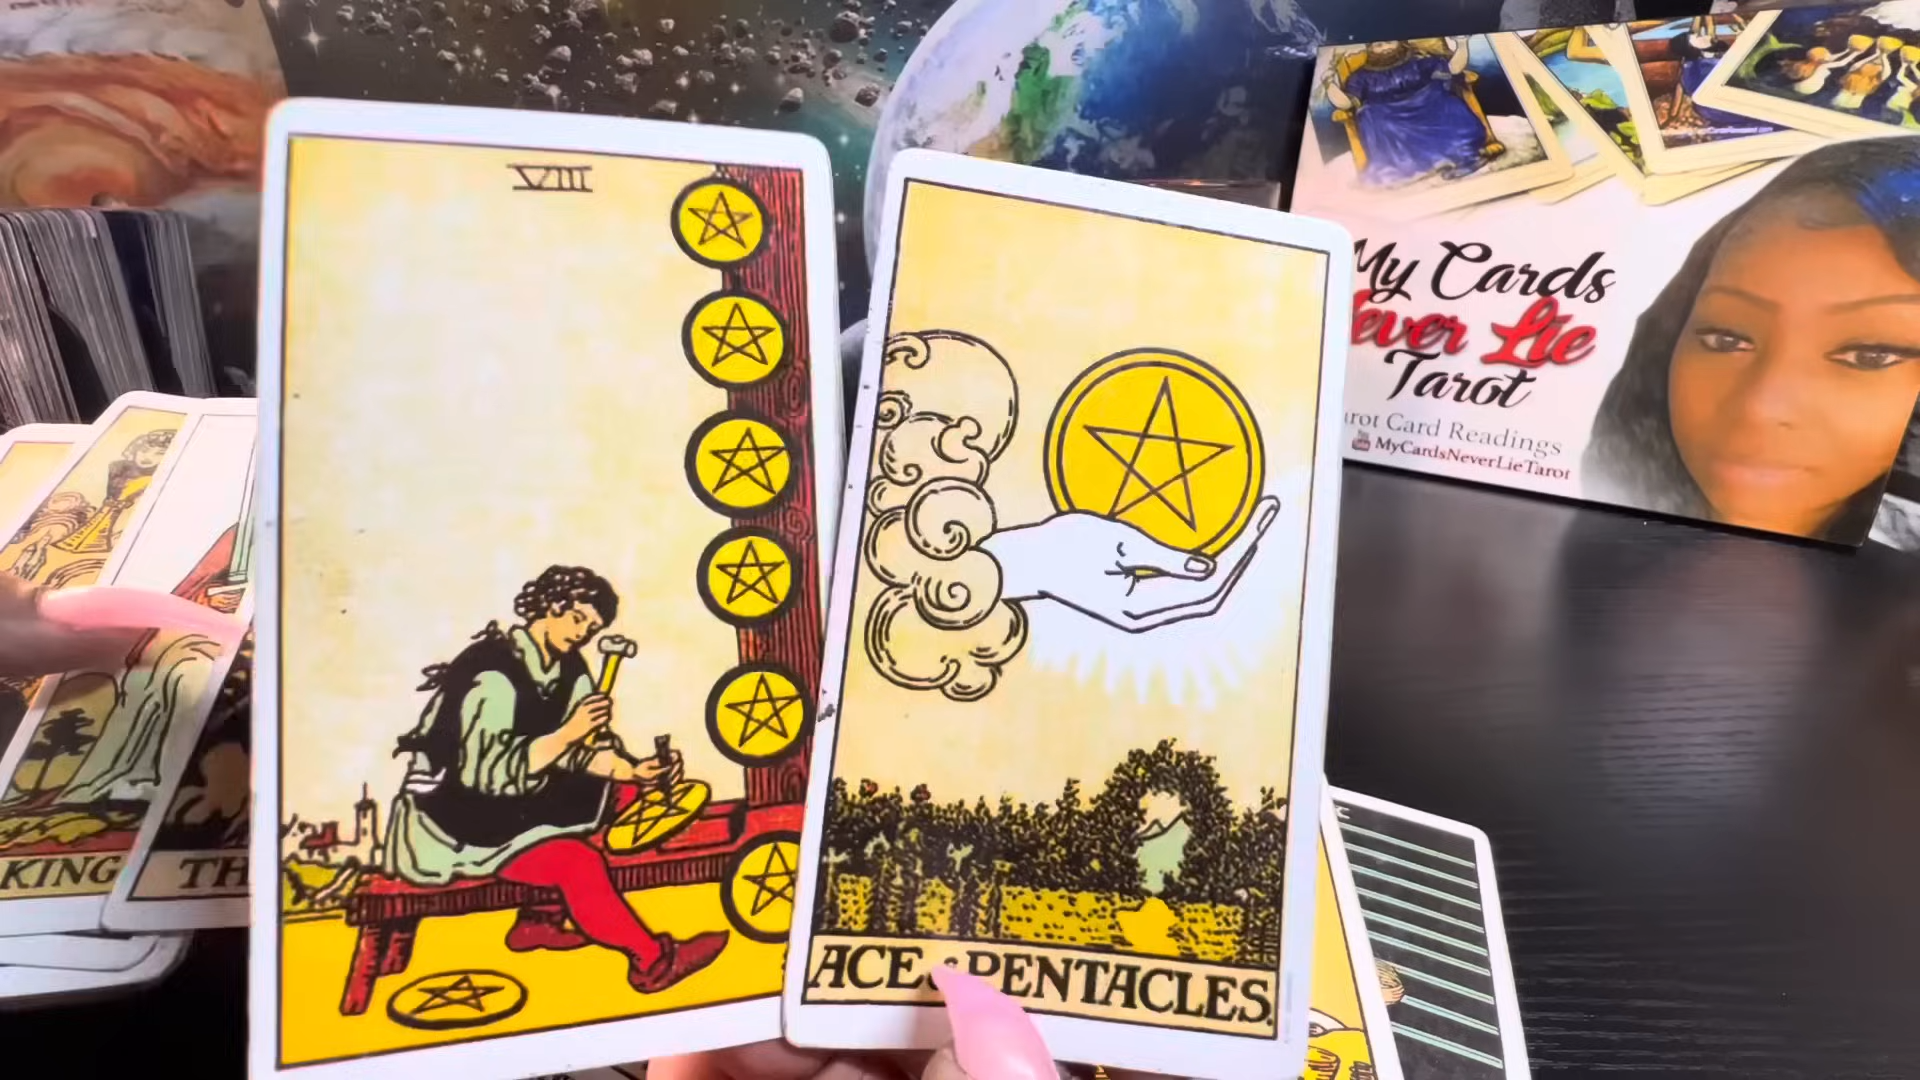 VIII
ACE PENTACLES.
KING
TH
My Cards
Never Lie
Tarot
Tarot Card Readings
MyCardsNeverLieTarot